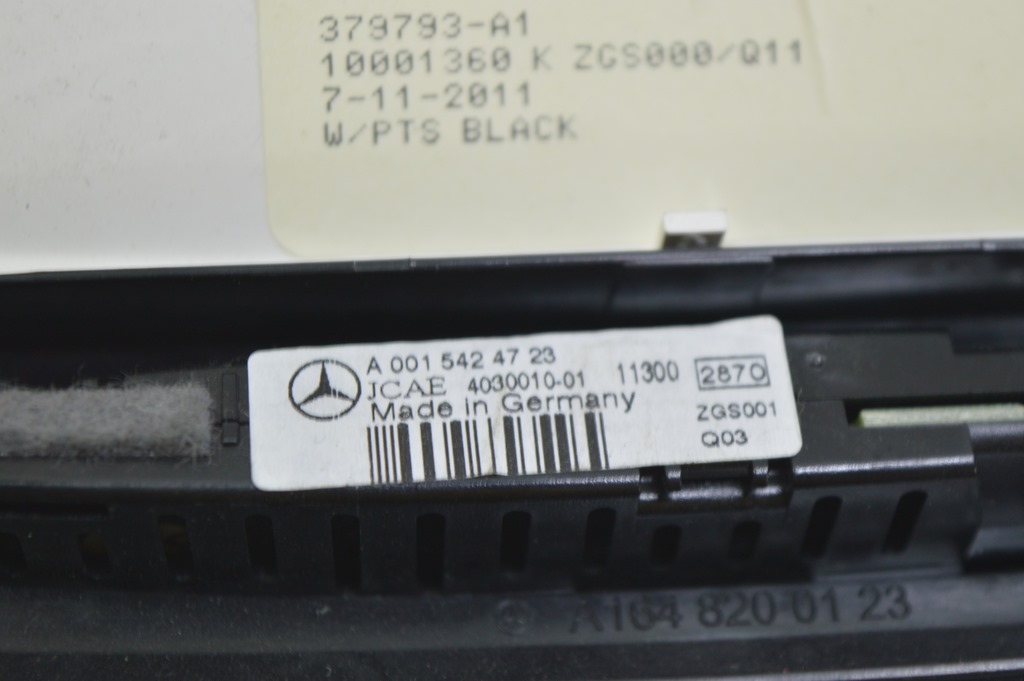 379793-A1
10001360 K ZGS000/Q11
7-11-2011
W/PTS BLACK
A 001 542 47 23
JCAE 4030010-01 11300 2870
Made in Germany
ZGS001
Q03
A164 820 01 23